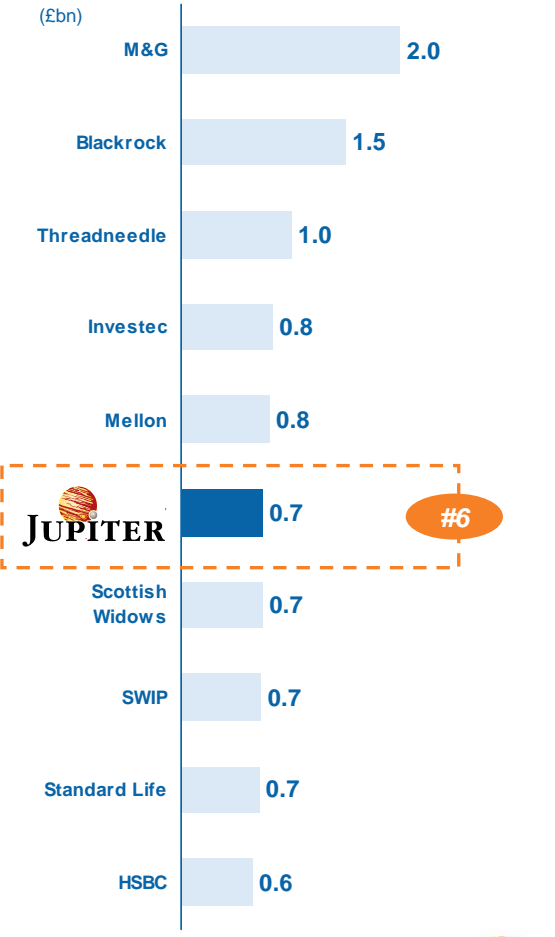 (£bn)
M&G 2.0
Blackrock 1.5
Threadneedle 1.0
Investec 0.8
Mellon 0.8
JUPITER 0.7 #6
Scottish
Widows 0.7
SWIP 0.7
Standard Life 0.7
HSBC 0.6